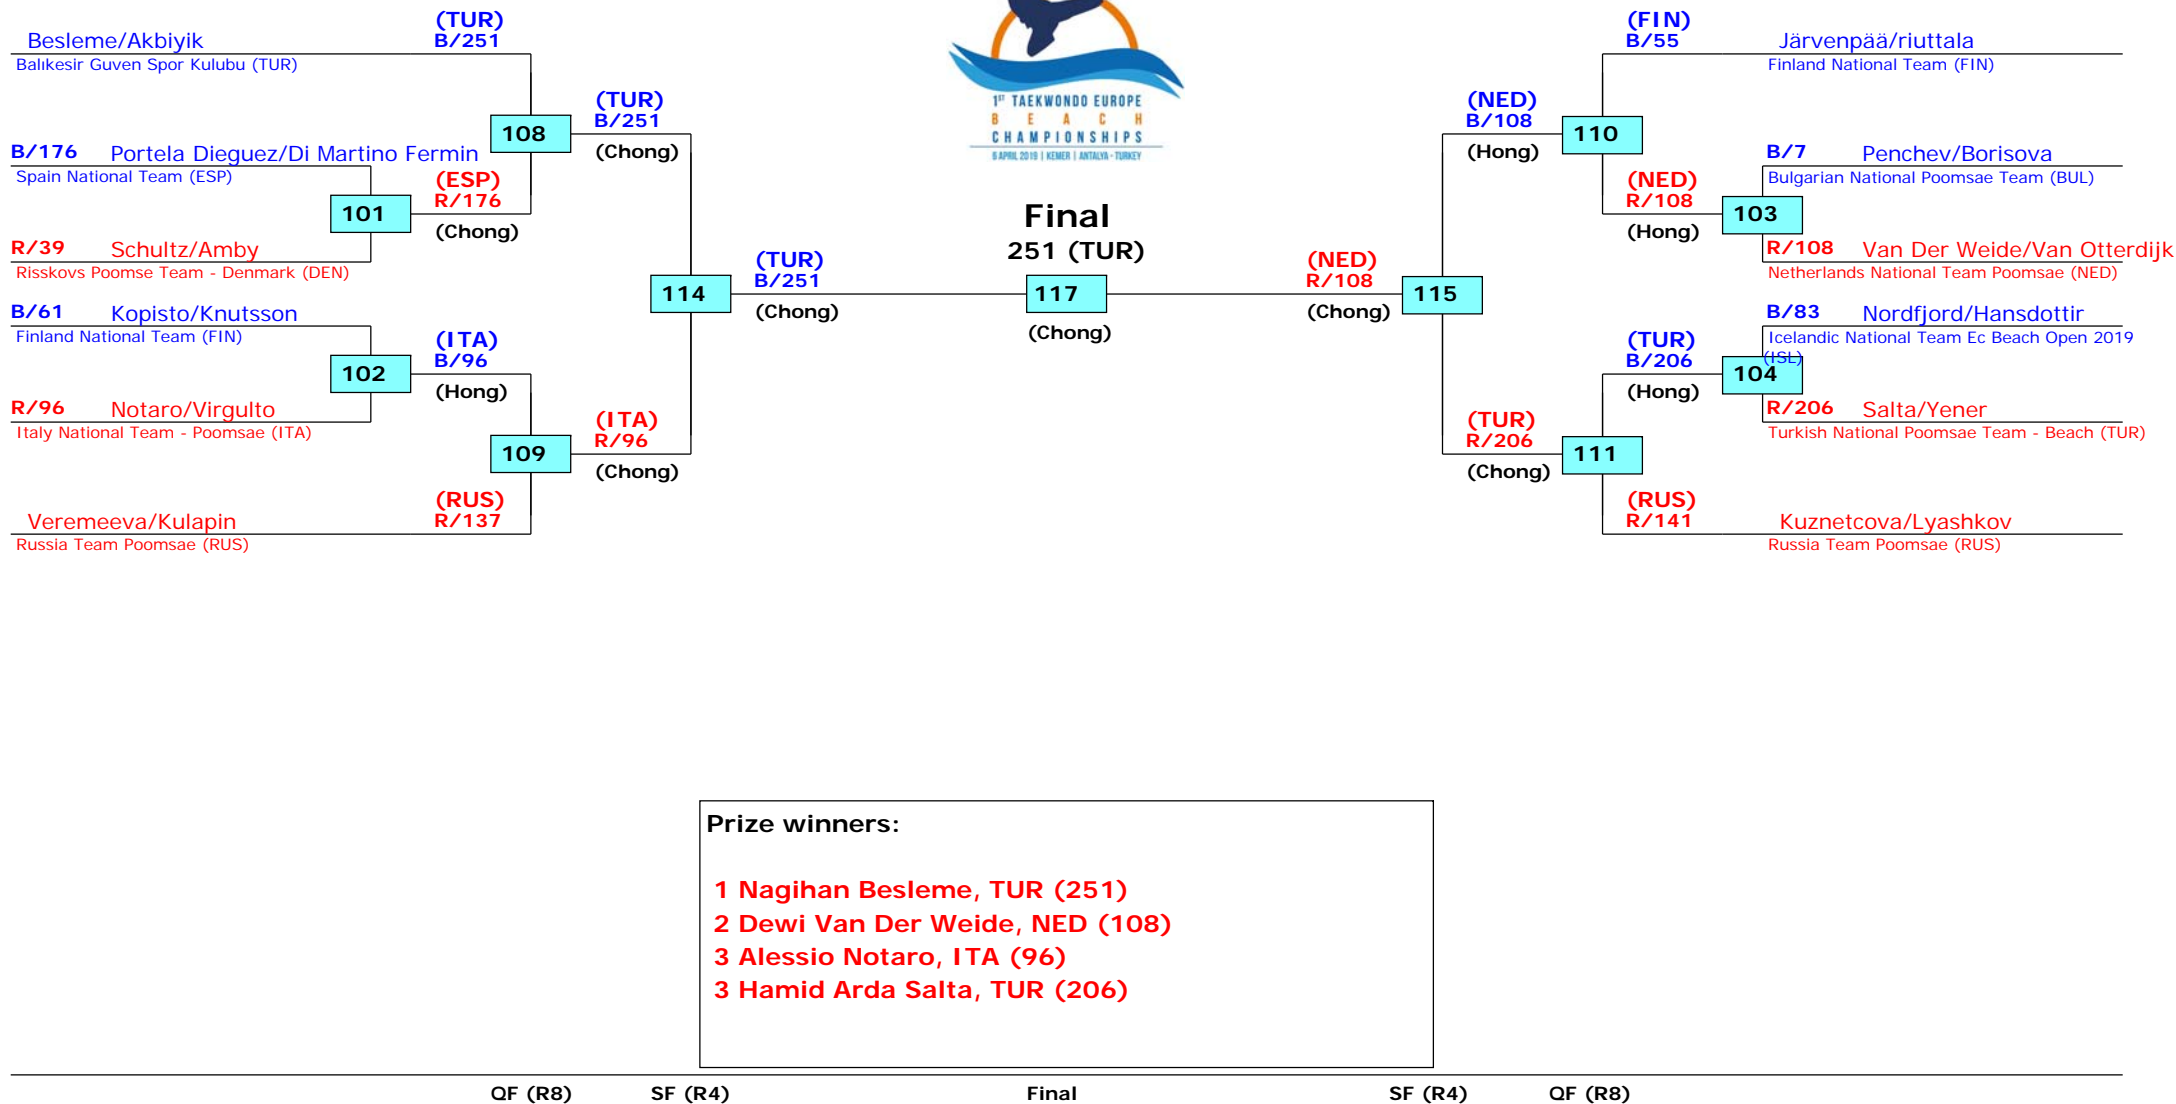 (TUR)
B/251
Besleme/Akbiyik
Balıkesir Guven Spor Kulubu (TUR)
B/176 Portela Dieguez/Di Martino Fermin
Spain National Team (ESP)
R/39 Schultz/Amby
Risskovs Poomse Team - Denmark (DEN)
B/61 Kopisto/Knutsson
Finland National Team (FIN)
R/96 Notaro/Virgulto
Italy National Team - Poomsae (ITA)
(RUS)
R/137
Veremeeva/Kulapin
Russia Team Poomsae (RUS)
101
(ESP)
R/176
(Chong)
102
(ITA)
B/96
(Hong)
108
(TUR)
B/251
(Chong)
109
(ITA)
R/96
(Chong)
114
(TUR)
B/251
(Chong)
1ST TAEKWONDO EUROPE
BEACH
CHAMPIONSHIPS
6 APRIL 2019 | KEMER | ANTALYA - TURKEY
Final
251 (TUR)
117
(Chong)
(NED)
R/108
(Chong)
115
(NED)
B/108
(Hong)
110
(TUR)
R/206
(Chong)
111
(FIN)
B/55
Järvenpää/riuttala
Finland National Team (FIN)
(NED)
R/108
(Hong)
103
B/7 Penchev/Borisova
Bulgarian National Poomsae Team (BUL)
R/108 Van Der Weide/Van Otterdijk
Netherlands National Team Poomsae (NED)
(TUR)
B/206
(Hong)
104
B/83 Nordfjord/Hansdottir
Icelandic National Team Ec Beach Open 2019
(ISL)
R/206 Salta/Yener
Turkish National Poomsae Team - Beach (TUR)
(RUS)
R/141
Kuznetcova/Lyashkov
Russia Team Poomsae (RUS)
Prize winners:
1 Nagihan Besleme, TUR (251)
2 Dewi Van Der Weide, NED (108)
3 Alessio Notaro, ITA (96)
3 Hamid Arda Salta, TUR (206)
QF (R8) SF (R4) Final SF (R4) QF (R8)